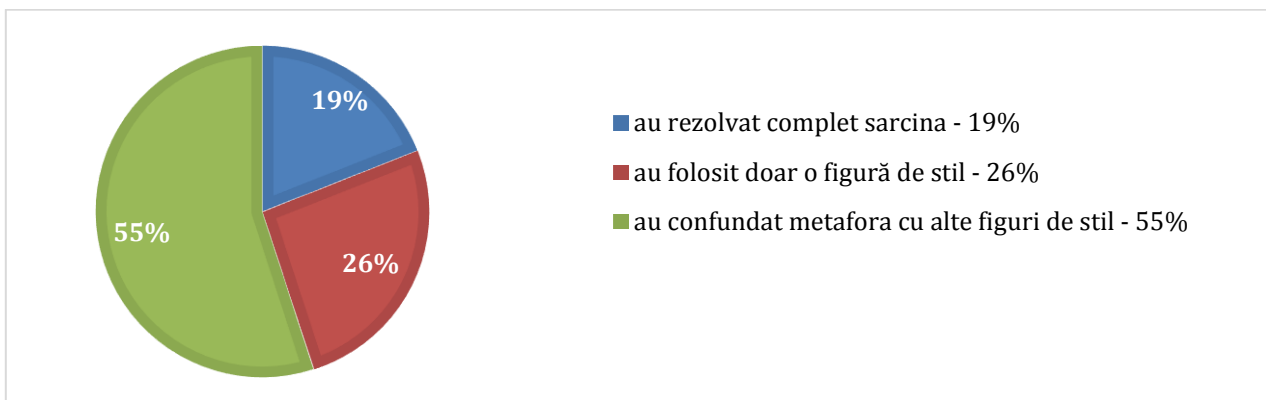 19%
26%
55%
au rezolvat complet sarcina - 19%
au folosit doar o figură de stil - 26%
au confundat metafora cu alte figuri de stil - 55%